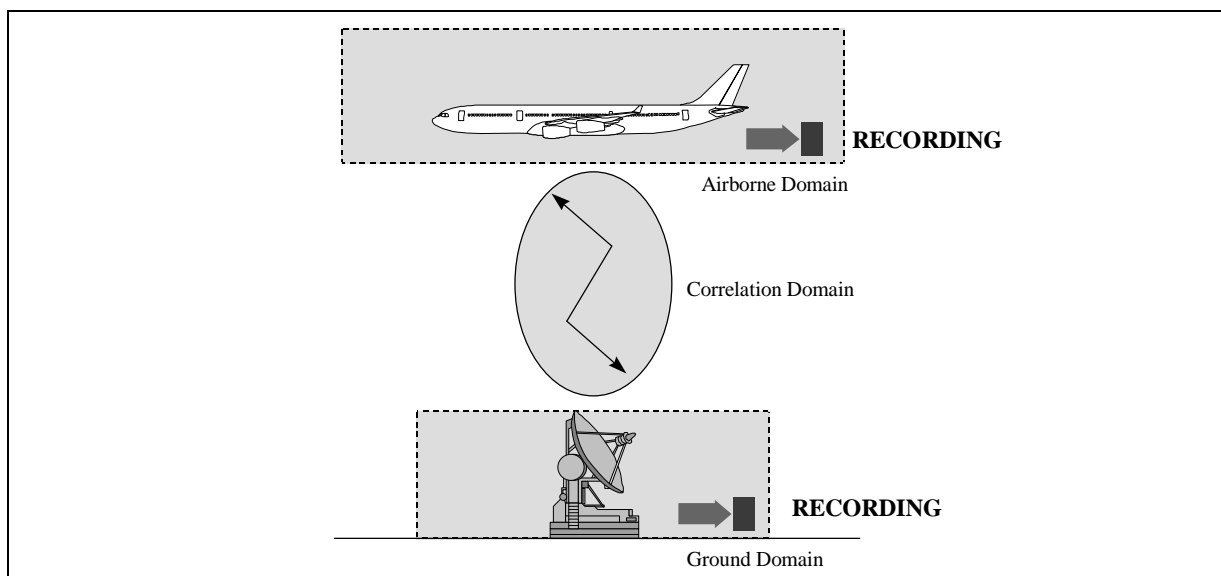 RECORDING
Airborne Domain
Correlation Domain
RECORDING
Ground Domain